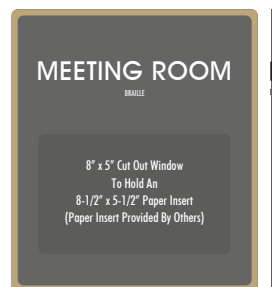 MEETING ROOM
BRAILLE
8" x 5" Cut Out Window
To Hold An
8-1/2" x 5-1/2" Paper Insert
(Paper Insert Provided By Others)